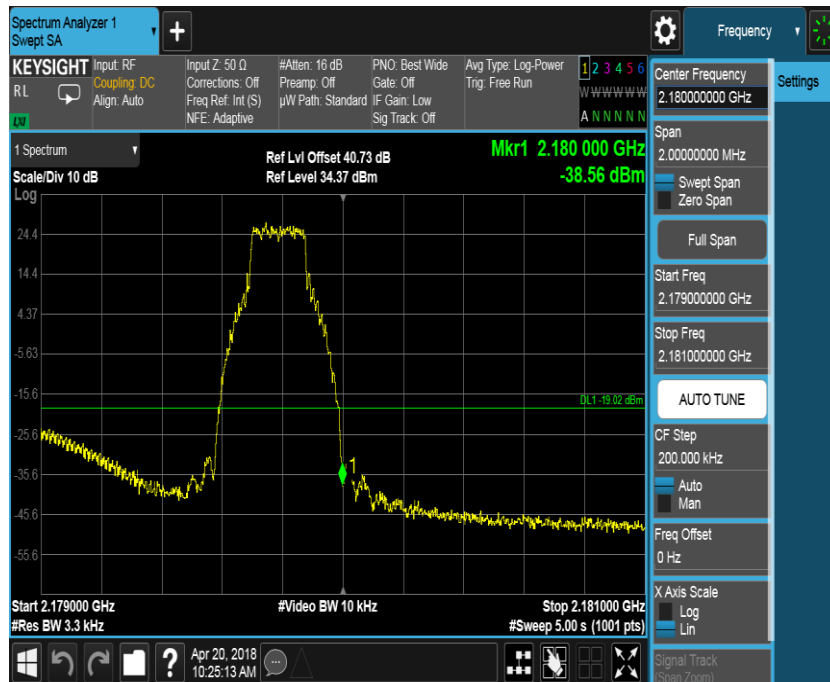 Spectrum Analyzer 1
Swept SA
Frequency
KEYSIGHT
RL
LXI
Input: RF
Coupling: DC
Align: Auto
Input Z: 50 Ω
Corrections: Off
Freq Ref: Int (S)
NFE: Adaptive
#Atten: 16 dB
Preamp: Off
µW Path: Standard
PNO: Best Wide
Gate: Off
IF Gain: Low
Sig Track: Off
Avg Type: Log-Power
Trig: Free Run
1 2 3 4 5 6
W W W W W W
A N N N N N
1 Spectrum
Scale/Div 10 dB
Log
Ref Lvl Offset 40.73 dB
Ref Level 34.37 dBm
Mkr1 2.180 000 GHz
-38.56 dBm
24.4
14.4
4.37
-5.63
-15.6
-25.6
-35.6
-45.6
-55.6
DL1 -19.02 dBm
1
Start 2.179000 GHz
#Res BW 3.3 kHz
#Video BW 10 kHz
Stop 2.181000 GHz
#Sweep 5.00 s (1001 pts)
Center Frequency
2.180000000 GHz
Settings
Span
2.00000000 MHz
Swept Span
Zero Span
Full Span
Start Freq
2.179000000 GHz
Stop Freq
2.181000000 GHz
AUTO TUNE
CF Step
200.000 kHz
Auto
Man
Freq Offset
0 Hz
X Axis Scale
Log
Lin
Signal Track
(Span Zoom)
?
Apr 20, 2018
10:25:13 AM